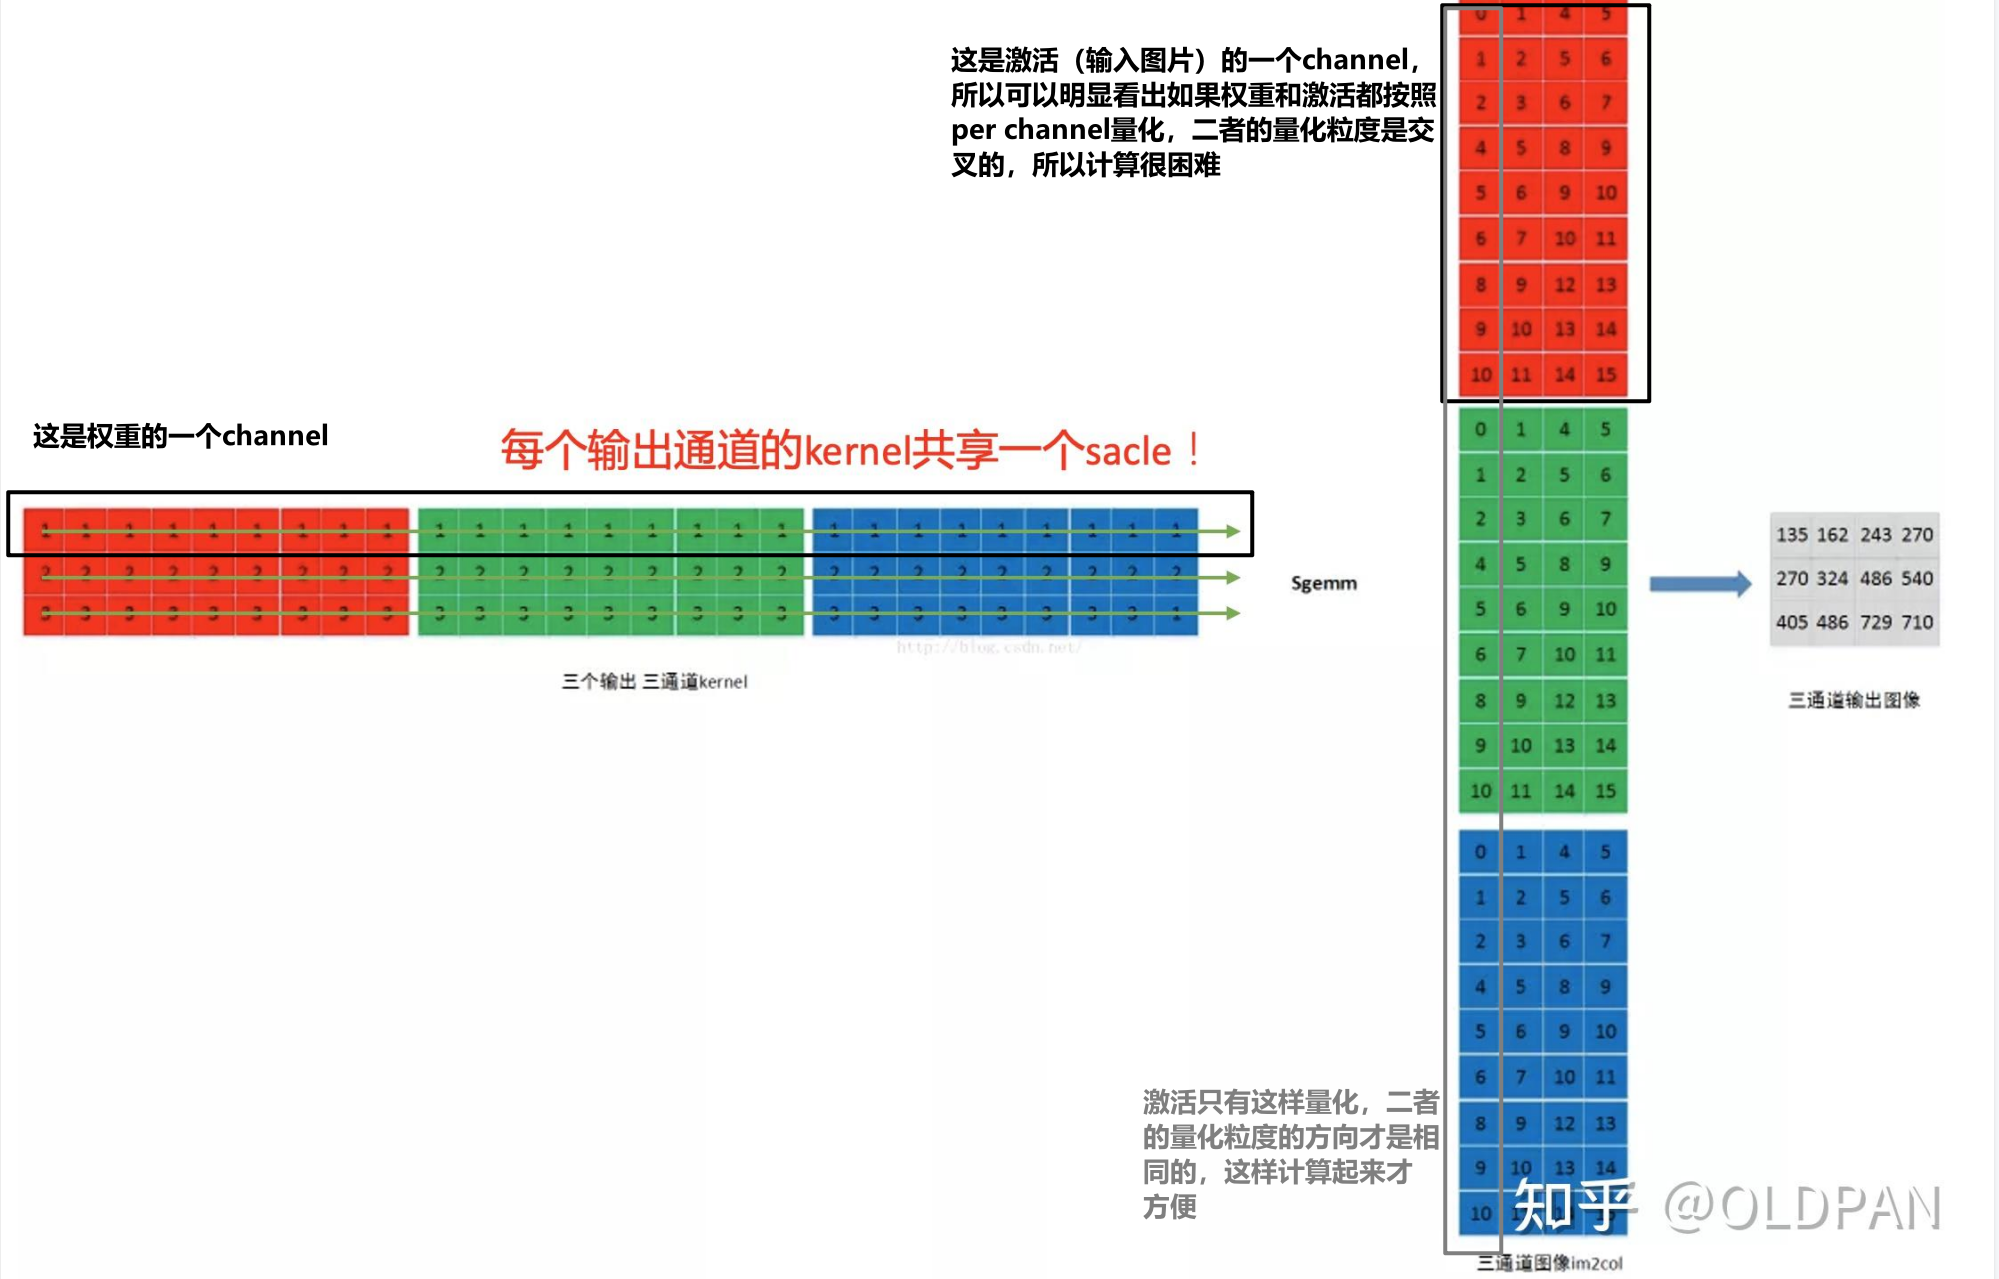 这是激活（输入图片）的一个channel，
所以可以明显看出如果权重和激活都按照
per channel量化，二者的量化粒度是交
叉的，所以计算很困难
0 1 4 5
1 2 5 6
2 3 6 7
4 5 8 9
5 6 9 10
6 7 10 11
8 9 12 13
9 10 13 14
10 11 14 15
这是权重的一个channel
每个输出通道的kernel共享一个sacle！
1 1 1 1 1 1 1 1 1 1 1 1 1 1 1 1 1 1 1 1 1 1 1 1 1 1 1
2 2 2 2 2 2 2 2 2 2 2 2 2 2 2 2 2 2 2 2 2 2 2 2 2 2 2
3 3 3 3 3 3 3 3 3 3 3 3 3 3 3 3 3 3 3 3 3 3 3 3 3 3 1
http://blog.csdn.net/
三个输出 三通道kernel
Sgemm
0 1 4 5
1 2 5 6
2 3 6 7
4 5 8 9
5 6 9 10
6 7 10 11
8 9 12 13
9 10 13 14
10 11 14 15
135 162 243 270
270 324 486 540
405 486 729 710
三通道输出图像
0 1 4 5
1 2 5 6
2 3 6 7
4 5 8 9
5 6 9 10
6 7 10 11
8 9 12 13
9 10 13 14
10
激活只有这样量化，二者
的量化粒度的方向才是相
同的，这样计算起来才
方便
知乎 @OLDPAN
三通道图像im2col